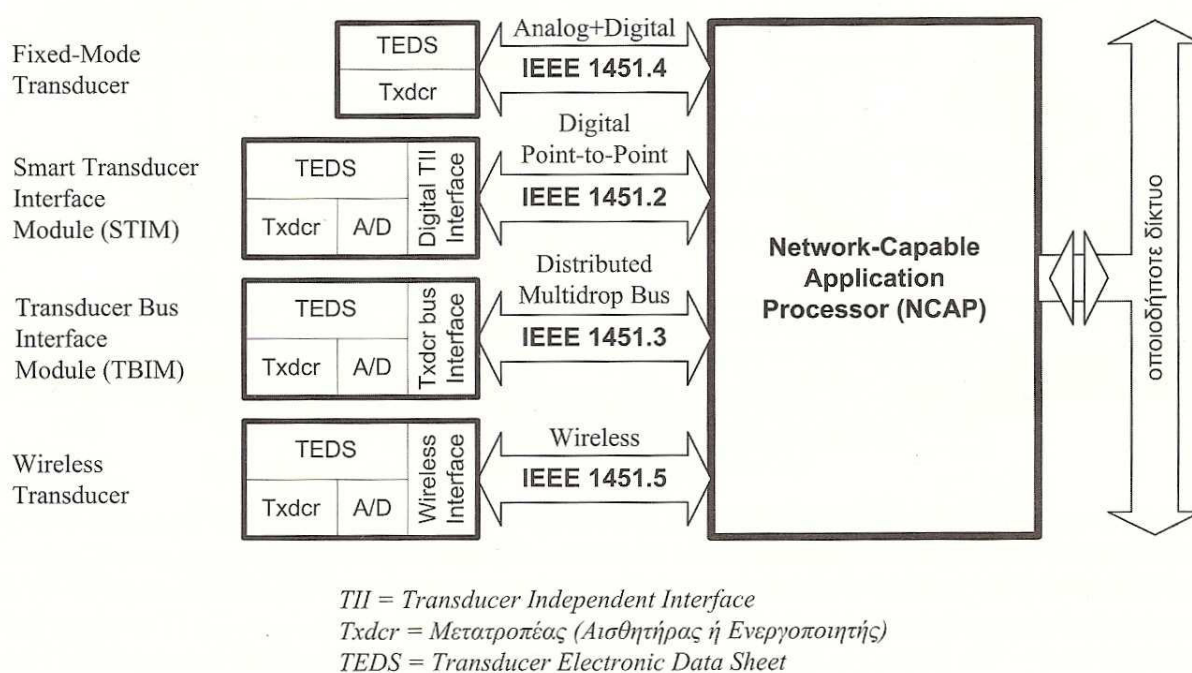 Fixed-Mode
Transducer
TEDS
Txdcr
Analog+Digital
IEEE 1451.4
Smart Transducer
Interface
Module (STIM)
TEDS
Txdcr
A/D
Digital TII
Interface
Digital
Point-to-Point
IEEE 1451.2
Transducer Bus
Interface
Module (TBIM)
TEDS
Txdcr
A/D
Txdcr bus
Interface
Distributed
Multidrop Bus
IEEE 1451.3
Wireless
Transducer
TEDS
Txdcr
A/D
Wireless
Interface
Wireless
IEEE 1451.5
Network-Capable
Application
Processor (NCAP)
οποιοδήποτε δίκτυο
TII = Transducer Independent Interface
Txdcr = Μετατροπέας (Αισθητήρας ή Ενεργοποιητής)
TEDS = Transducer Electronic Data Sheet